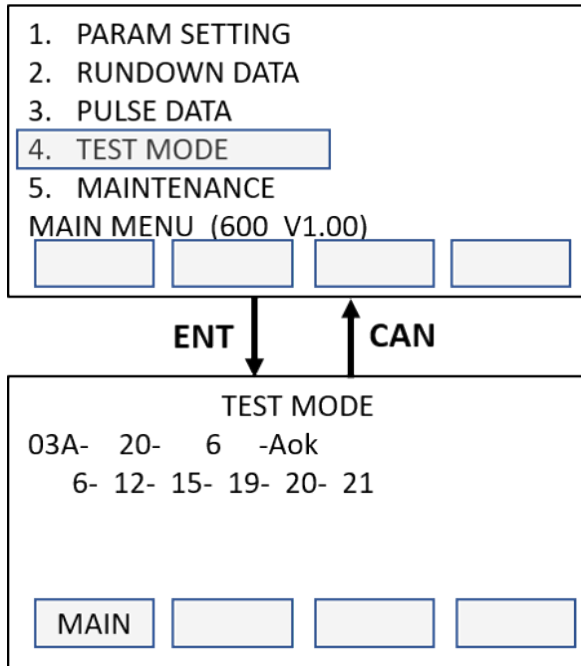 1. PARAM SETTING
2. RUNDOWN DATA
3. PULSE DATA
4. TEST MODE
5. MAINTENANCE
MAIN MENU (600 V1.00)
ENT CAN
TEST MODE
03A- 20- 6 -Aok
6- 12- 15- 19- 20- 21
MAIN